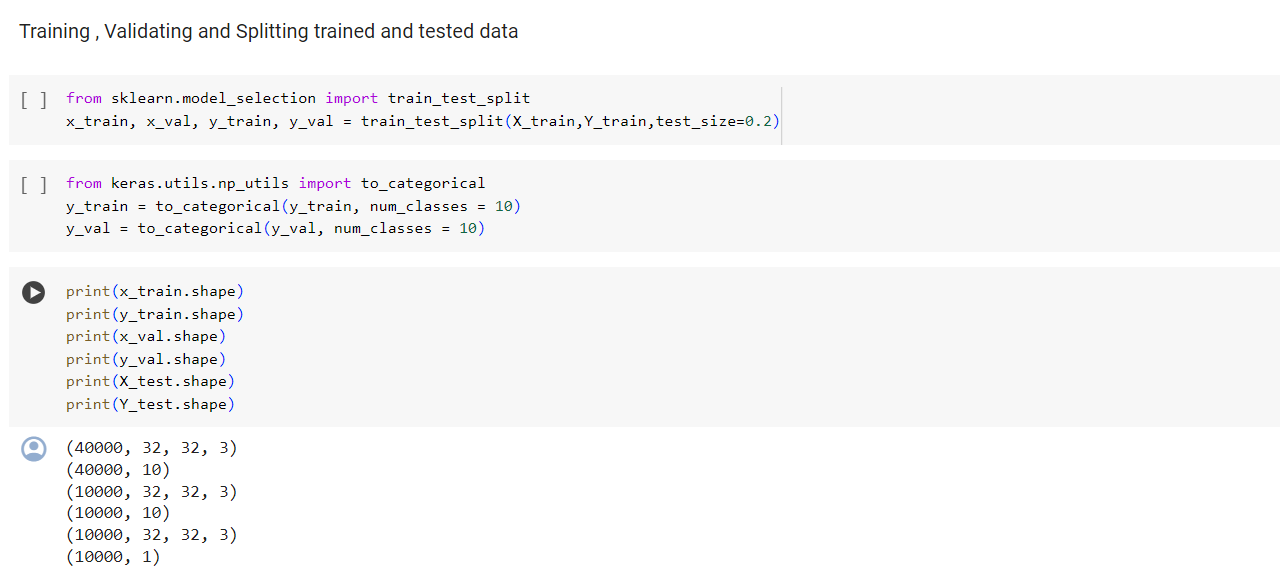 Training , Validating and Splitting trained and tested data
[ ] from sklearn.model_selection import train_test_split
x_train, x_val, y_train, y_val = train_test_split(X_train,Y_train,test_size=0.2)
[ ] from keras.utils.np_utils import to_categorical
y_train = to_categorical(y_train, num_classes = 10)
y_val = to_categorical(y_val, num_classes = 10)
print(x_train.shape)
print(y_train.shape)
print(x_val.shape)
print(y_val.shape)
print(X_test.shape)
print(Y_test.shape)
(40000, 32, 32, 3)
(40000, 10)
(10000, 32, 32, 3)
(10000, 10)
(10000, 32, 32, 3)
(10000, 1)